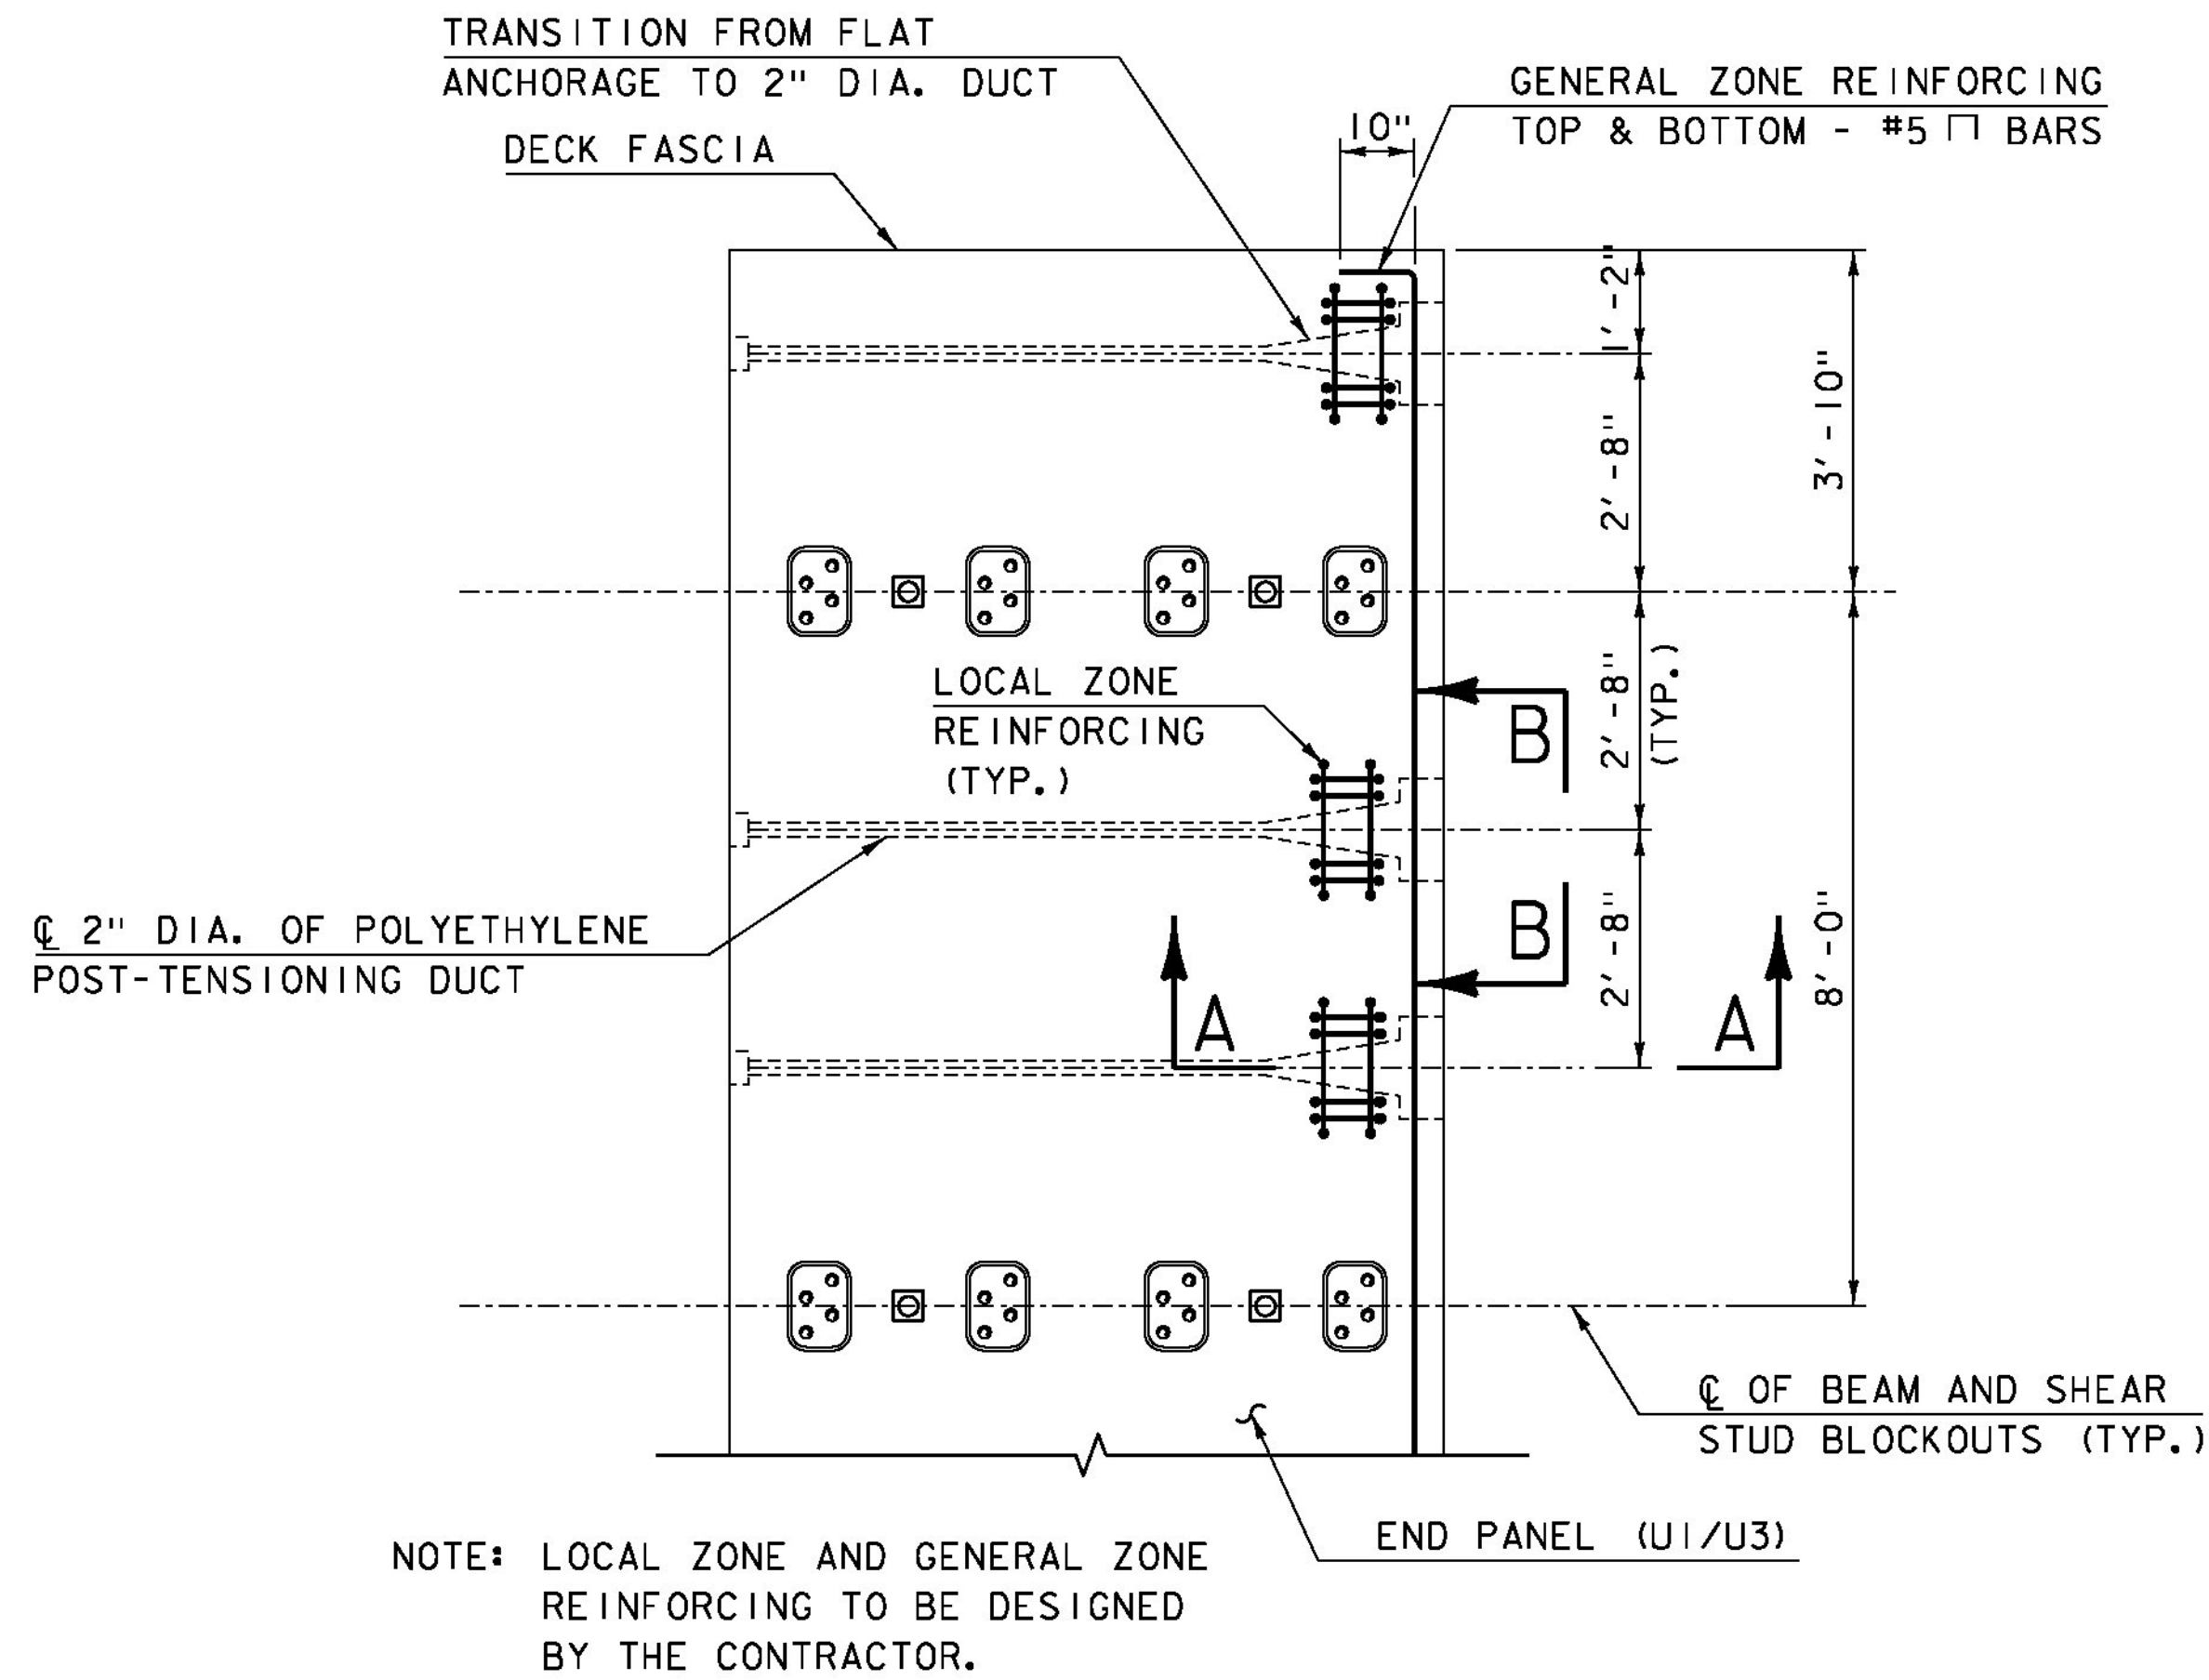 TRANSITION FROM FLAT
ANCHORAGE TO 2" DIA. DUCT
DECK FASCIA
GENERAL ZONE REINFORCING
TOP & BOTTOM - #5 ⊓ BARS
10"
1'-2"
2'-8"
3'-10"
2'-8"
(TYP.)
LOCAL ZONE
REINFORCING
(TYP.)
B
B
2'-8"
8'-0"
℄ 2" DIA. OF POLYETHYLENE
POST-TENSIONING DUCT
A
A
℄ OF BEAM AND SHEAR
STUD BLOCKOUTS (TYP.)
END PANEL (U1/U3)
NOTE: LOCAL ZONE AND GENERAL ZONE
REINFORCING TO BE DESIGNED
BY THE CONTRACTOR.